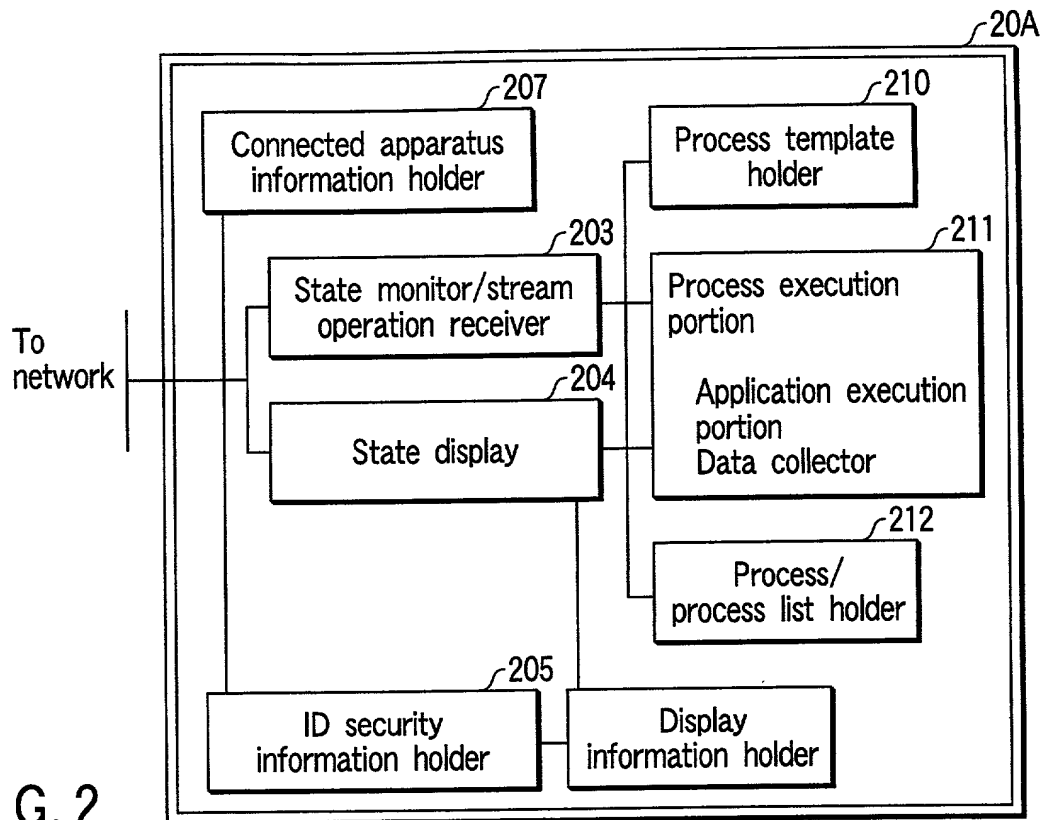 20A
207
Connected apparatus
information holder
210
Process template
holder
203
State monitor/stream
operation receiver
211
Process execution
portion
Application execution
portion
Data collector
To
network
204
State display
212
Process/
process list holder
205
ID security
information holder
Display
information holder
G. 2